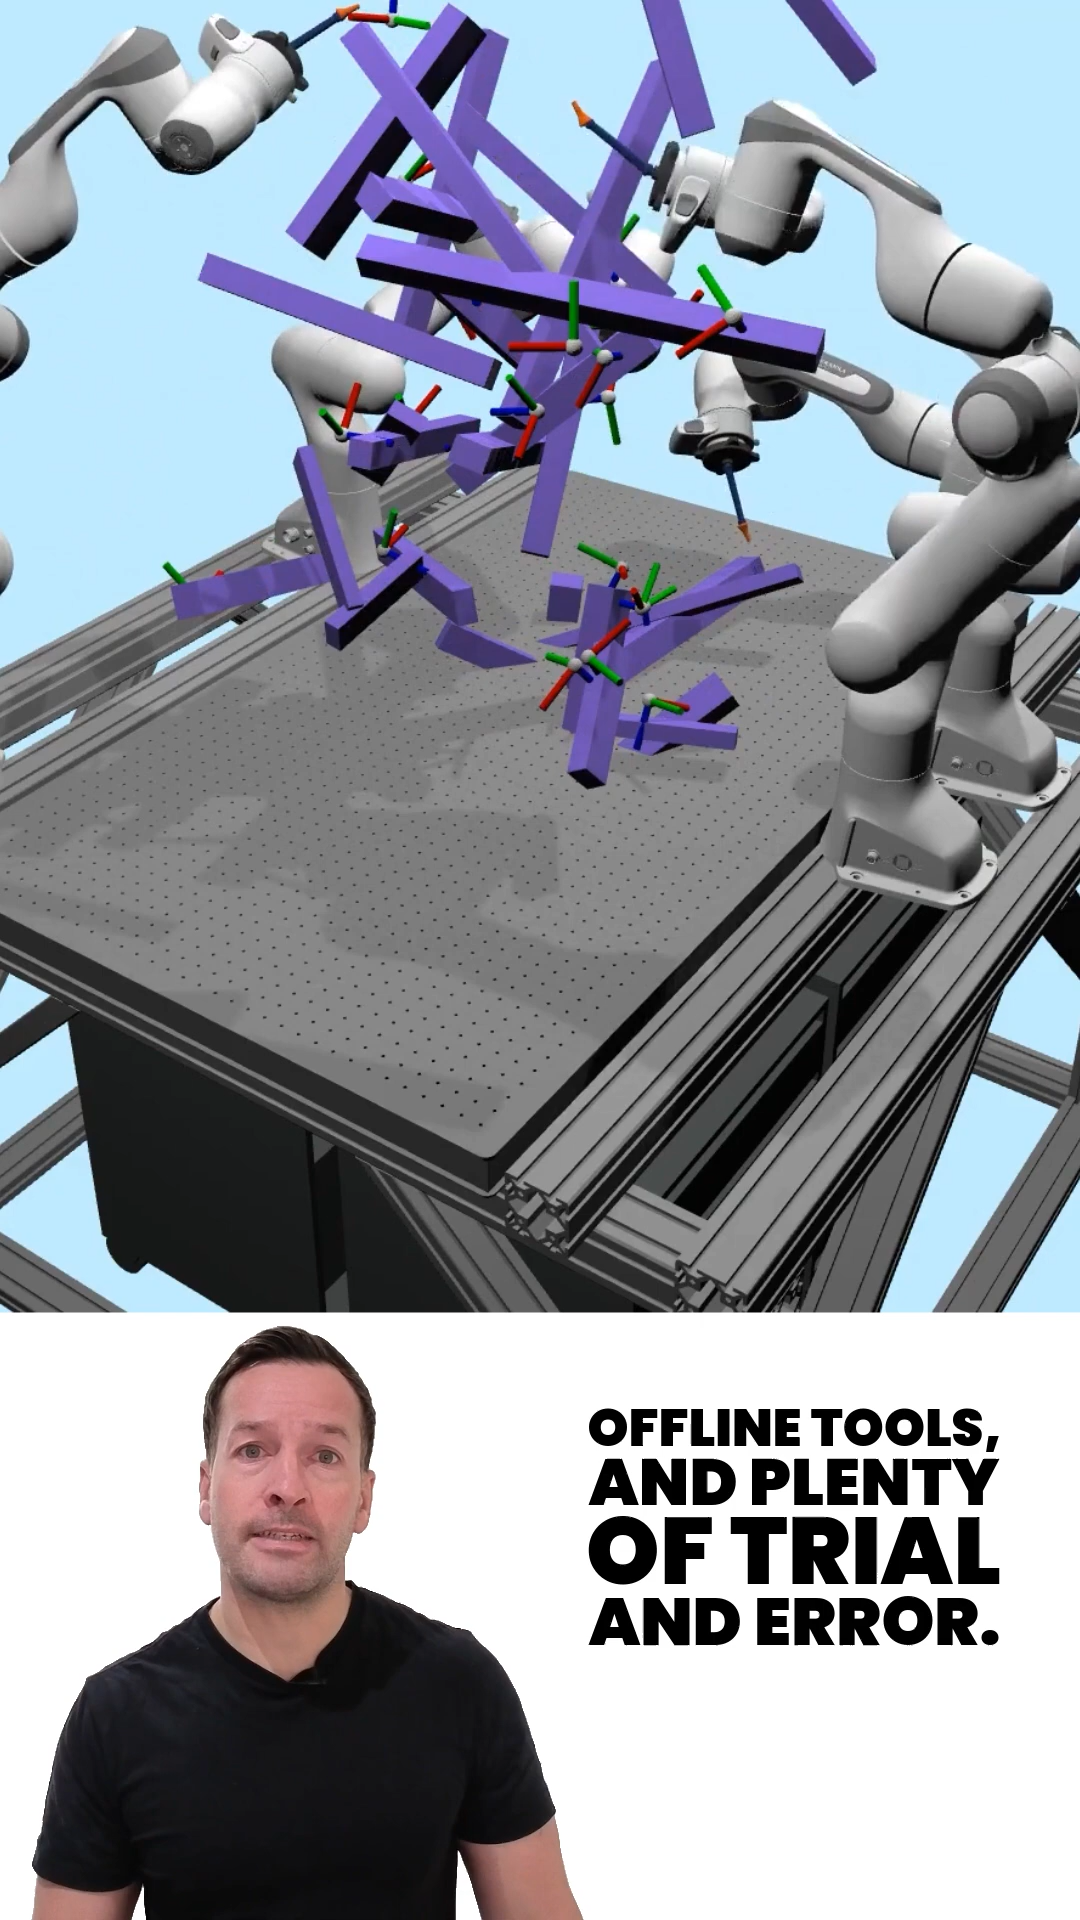 OFFLINE TOOLS,
AND PLENTY
OF TRIAL
AND ERROR.